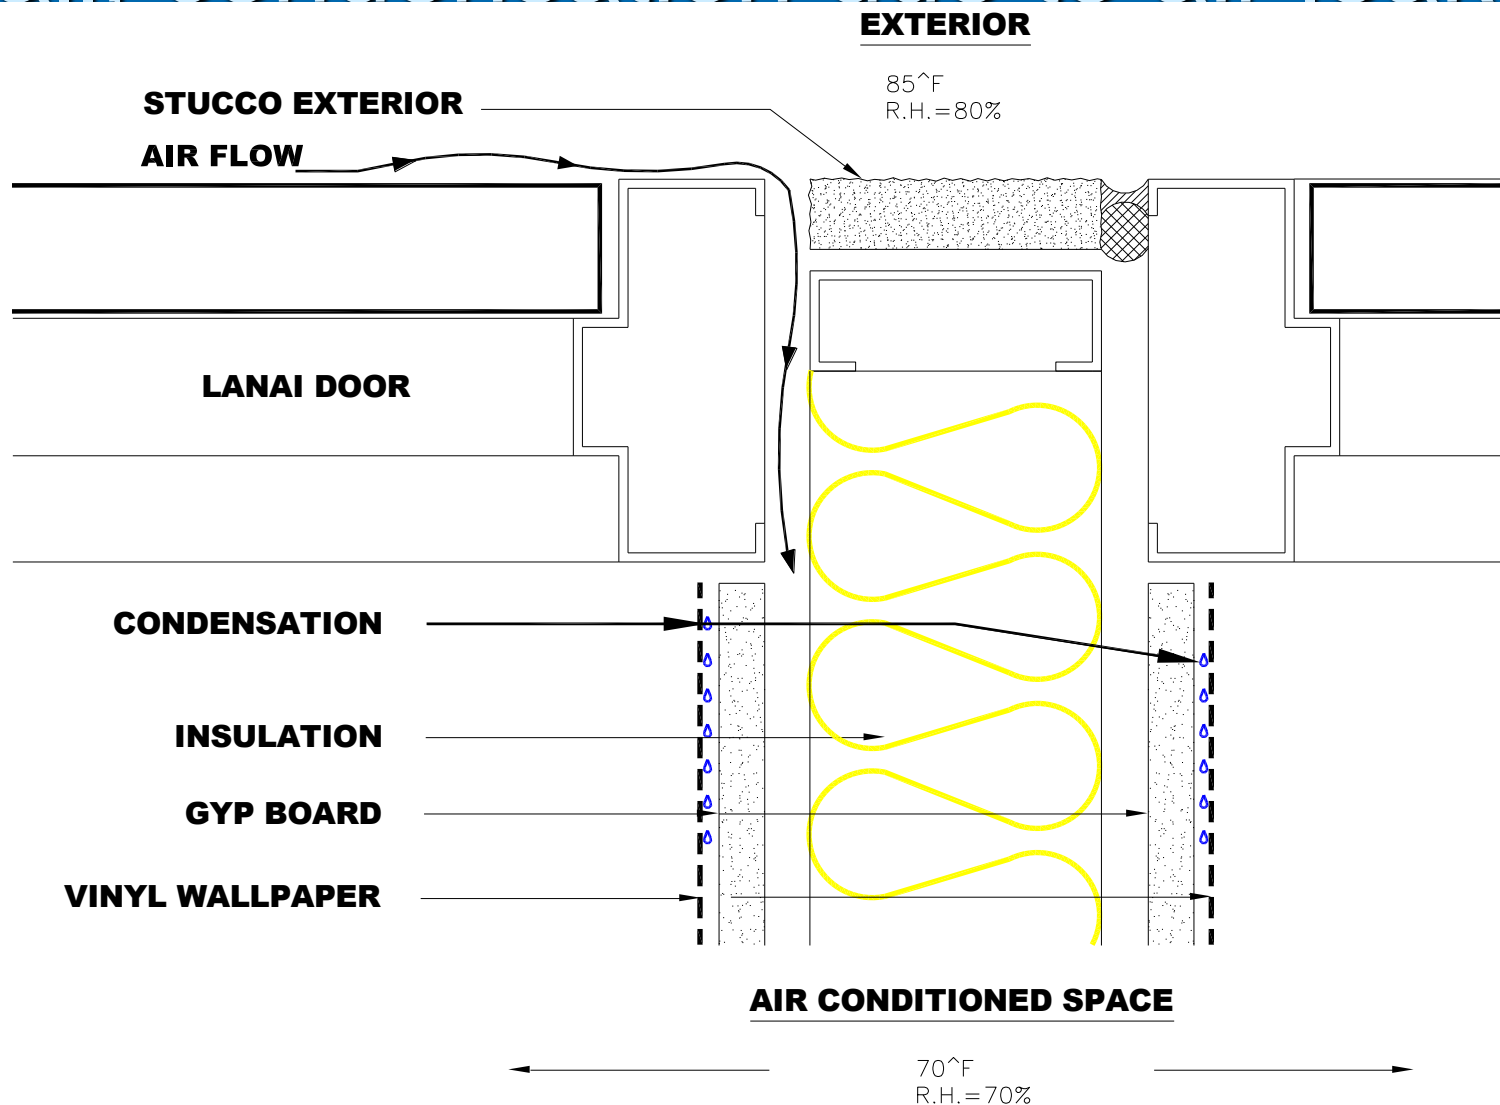 EXTERIOR
85^F
R.H.=80%
STUCCO EXTERIOR
AIR FLOW
LANAI DOOR
CONDENSATION
INSULATION
GYP BOARD
VINYL WALLPAPER
AIR CONDITIONED SPACE
70^F
R.H.=70%